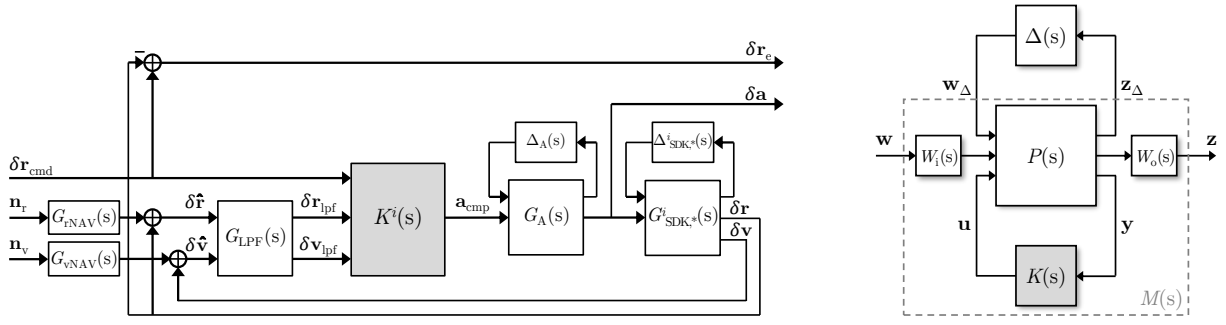 −
δr_e
δa
Δ_A(s)
Δ^i_SDK,*(s)
δr_cmd
n_r
G_rNAV(s)
δr̂
n_v
G_vNAV(s)
δv̂
G_LPF(s)
δr_lpf
δv_lpf
K^i(s)
a_cmp
G_A(s)
G^i_SDK,*(s)
δr
δv
Δ(s)
w_Δ
z_Δ
w
W_i(s)
P(s)
W_o(s)
z
u
y
K(s)
M(s)